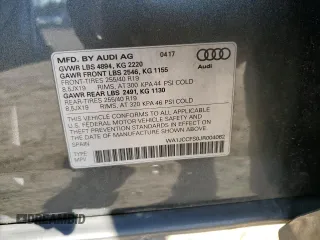 MFD. BY AUDI AG 04 17
GVWR LBS 4894, KG 2220
GAWR FRONT LBS 2546, KG 1155
FRONT-TIRES 255/40 R19
8,5JX19 RIMS, AT 300 KPA 44 PSI COLD
GAWR REAR LBS 2491, KG 1130
REAR-TIRES 255/40 R19
8,5JX19 RIMS, AT 320 KPA 46 PSI COLD
THIS VEHICLE CONFORMS TO ALL APPLICABLE
U.S. FEDERAL MOTOR VEHICLE SAFETY AND
THEFT PREVENTION STANDARDS IN EFFECT ON THE
DATE OF MANUFACTURE SHOWN ABOVE.
SPAIN
TYPE:
MPV
Audi